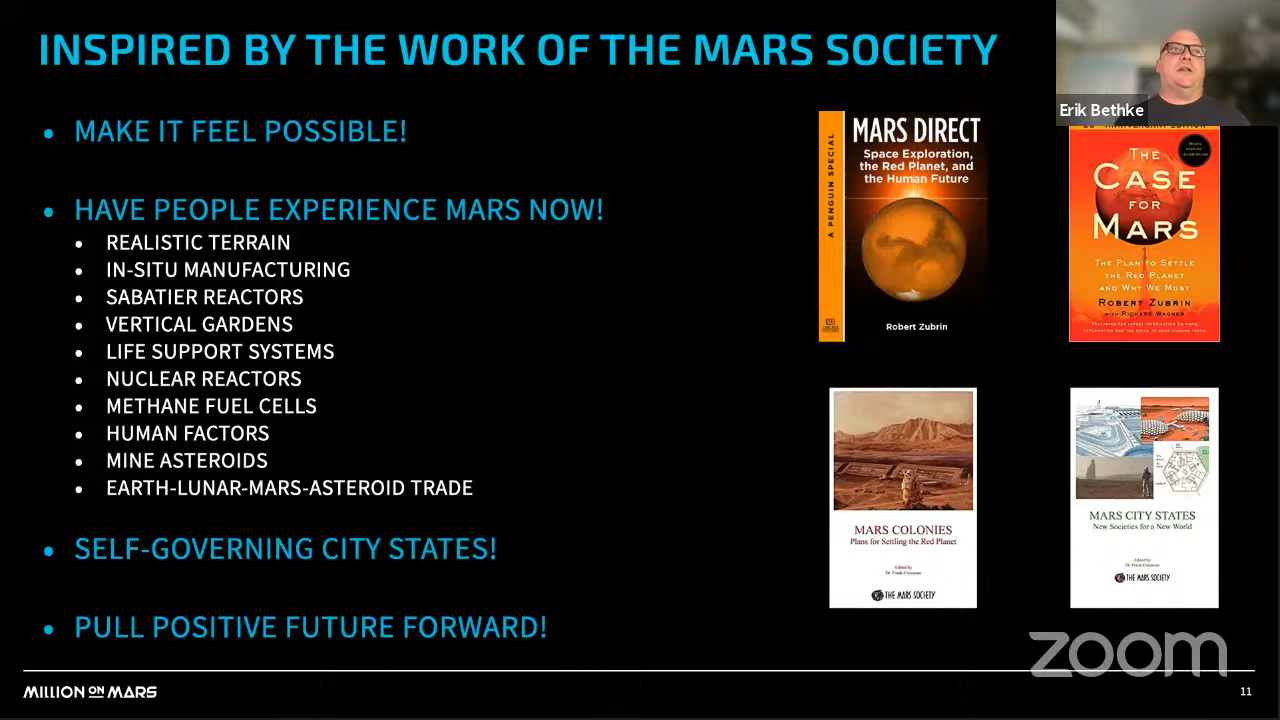 INSPIRED BY THE WORK OF THE MARS SOCIETY
Erik Bethke
• MAKE IT FEEL POSSIBLE!
• HAVE PEOPLE EXPERIENCE MARS NOW!
• REALISTIC TERRAIN
• IN-SITU MANUFACTURING
• SABATIER REACTORS
• VERTICAL GARDENS
• LIFE SUPPORT SYSTEMS
• NUCLEAR REACTORS
• METHANE FUEL CELLS
• HUMAN FACTORS
• MINE ASTEROIDS
• EARTH-LUNAR-MARS-ASTEROID TRADE
• SELF-GOVERNING CITY STATES!
• PULL POSITIVE FUTURE FORWARD!
A PENGUIN SPECIAL
MARS DIRECT
Space Exploration,
the Red Planet, and
the Human Future
Robert Zubrin
THE
CASE
FOR
MARS
THE PLAN TO SETTLE
THE RED PLANET
AND WHY WE MUST
ROBERT ZUBRIN
WITH RICHARD WAGNER
MARS COLONIES
Plans for Settling the Red Planet
Edited by
THE MARS SOCIETY
MARS CITY STATES
New Societies for a New World
Edited by
THE MARS SOCIETY
zoom
MILLION ON MARS
11